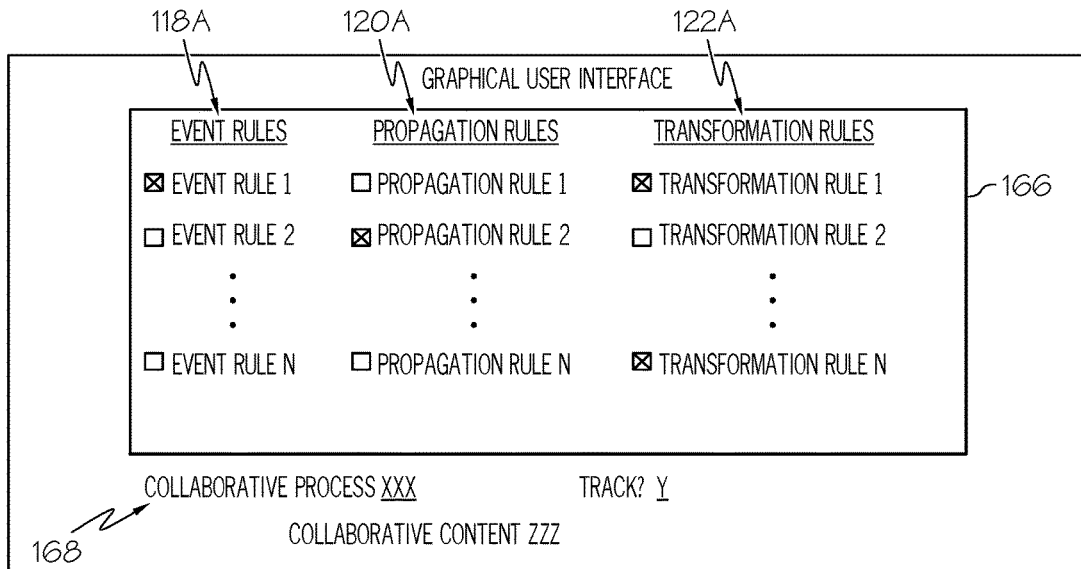 118A 120A 122A
GRAPHICAL USER INTERFACE
EVENT RULES PROPAGATION RULES TRANSFORMATION RULES
EVENT RULE 1 PROPAGATION RULE 1 TRANSFORMATION RULE 1
166
EVENT RULE 2 PROPAGATION RULE 2 TRANSFORMATION RULE 2
EVENT RULE N PROPAGATION RULE N TRANSFORMATION RULE N
COLLABORATIVE PROCESS XXX TRACK? Y
COLLABORATIVE CONTENT ZZZ
168